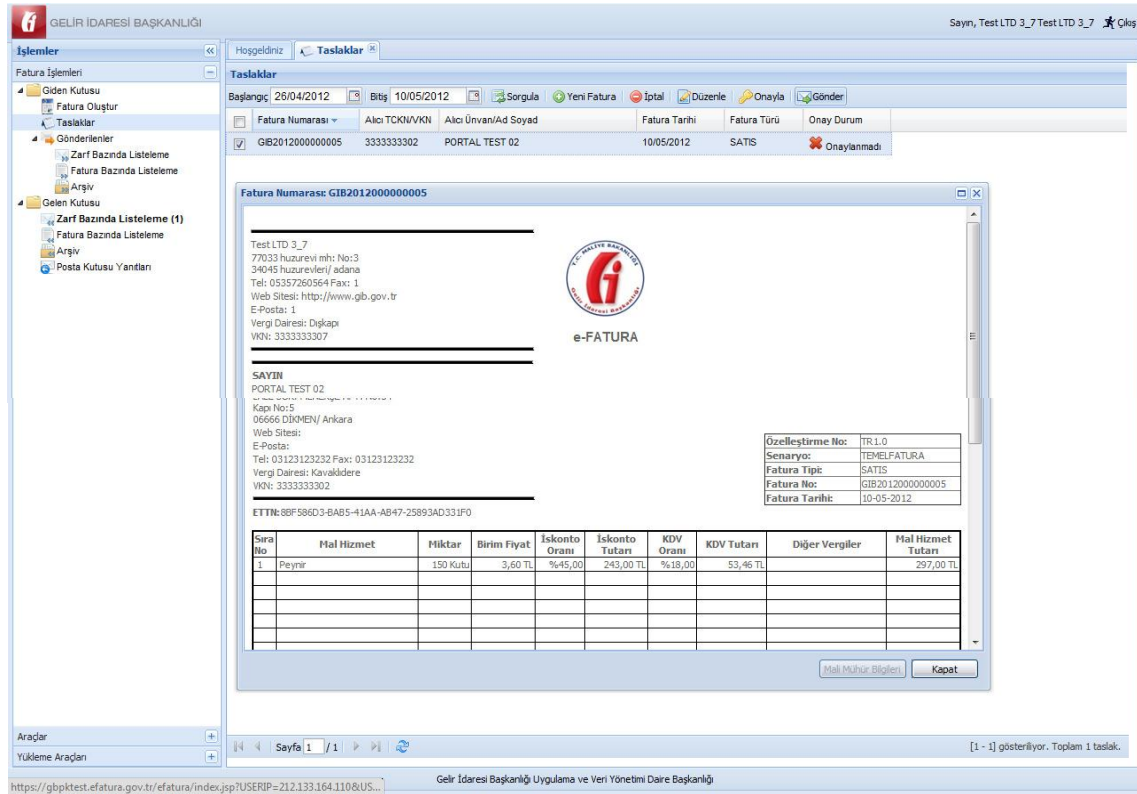 GELİR İDARESİ BAŞKANLIĞI
Sayın, Test LTD 3_7 Test LTD 3_7 Çıkış
İşlemler
Hoşgeldiniz Taslaklar
Fatura İşlemleri
Giden Kutusu
Fatura Oluştur
Taslaklar
Gönderilenler
Zarf Bazında Listeleme
Fatura Bazında Listeleme
Arşiv
Gelen Kutusu
Zarf Bazında Listeleme (1)
Fatura Bazında Listeleme
Arşiv
Posta Kutusu Yanıtları
Araçlar
Yükleme Araçları
Taslaklar
Başlangıç 26/04/2012 Bitiş 10/05/2012 Sorgula Yeni Fatura İptal Düzenle Onayla Gönder
Fatura Numarası Alıcı TCKN/VKN Alıcı Ünvan/Ad Soyad Fatura Tarihi Fatura Türü Onay Durum
GIB2012000000005 3333333302 PORTAL TEST 02 10/05/2012 SATIS Onaylanmadı
Fatura Numarası: GIB2012000000005
Test LTD 3_7
77033 huzurevi mh: No:3
34045 huzurevleri/ adana
Tel: 05357260564 Fax: 1
Web Sitesi: http://www.gib.gov.tr
E-Posta: 1
Vergi Dairesi: Dışkapı
VKN: 3333333307
T.C. MALİYE BAKANLIĞI
Gelir İdaresi Başkanlığı
e-FATURA
SAYIN
PORTAL TEST 02
Kapı No:5
06666 DİKMEN/ Ankara
Web Sitesi:
E-Posta:
Tel: 03123123232 Fax: 03123123232
Vergi Dairesi: Kavaklıdere
VKN: 3333333302
Özelleştirme No: TR1.0
Senaryo: TEMELFATURA
Fatura Tipi: SATIS
Fatura No: GIB2012000000005
Fatura Tarihi: 10-05-2012
ETTN: 8BF586D3-BAB5-41AA-AB47-25893AD331F0
Sıra No Mal Hizmet Miktar Birim Fiyat İskonto Oranı İskonto Tutarı KDV Oranı KDV Tutarı Diğer Vergiler Mal Hizmet Tutarı
1 Peynir 150 Kutu 3,60 TL %45,00 243,00 TL %18,00 53,46 TL 297,00 TL
Mali Mühür Bilgileri Kapat
Sayfa 1 / 1
[1 - 1] gösteriliyor. Toplam 1 taslak.
Gelir İdaresi Başkanlığı Uygulama ve Veri Yönetimi Daire Başkanlığı
https://gbpktest.efatura.gov.tr/efatura/index.jsp?USERIP=212.133.164.110&US...